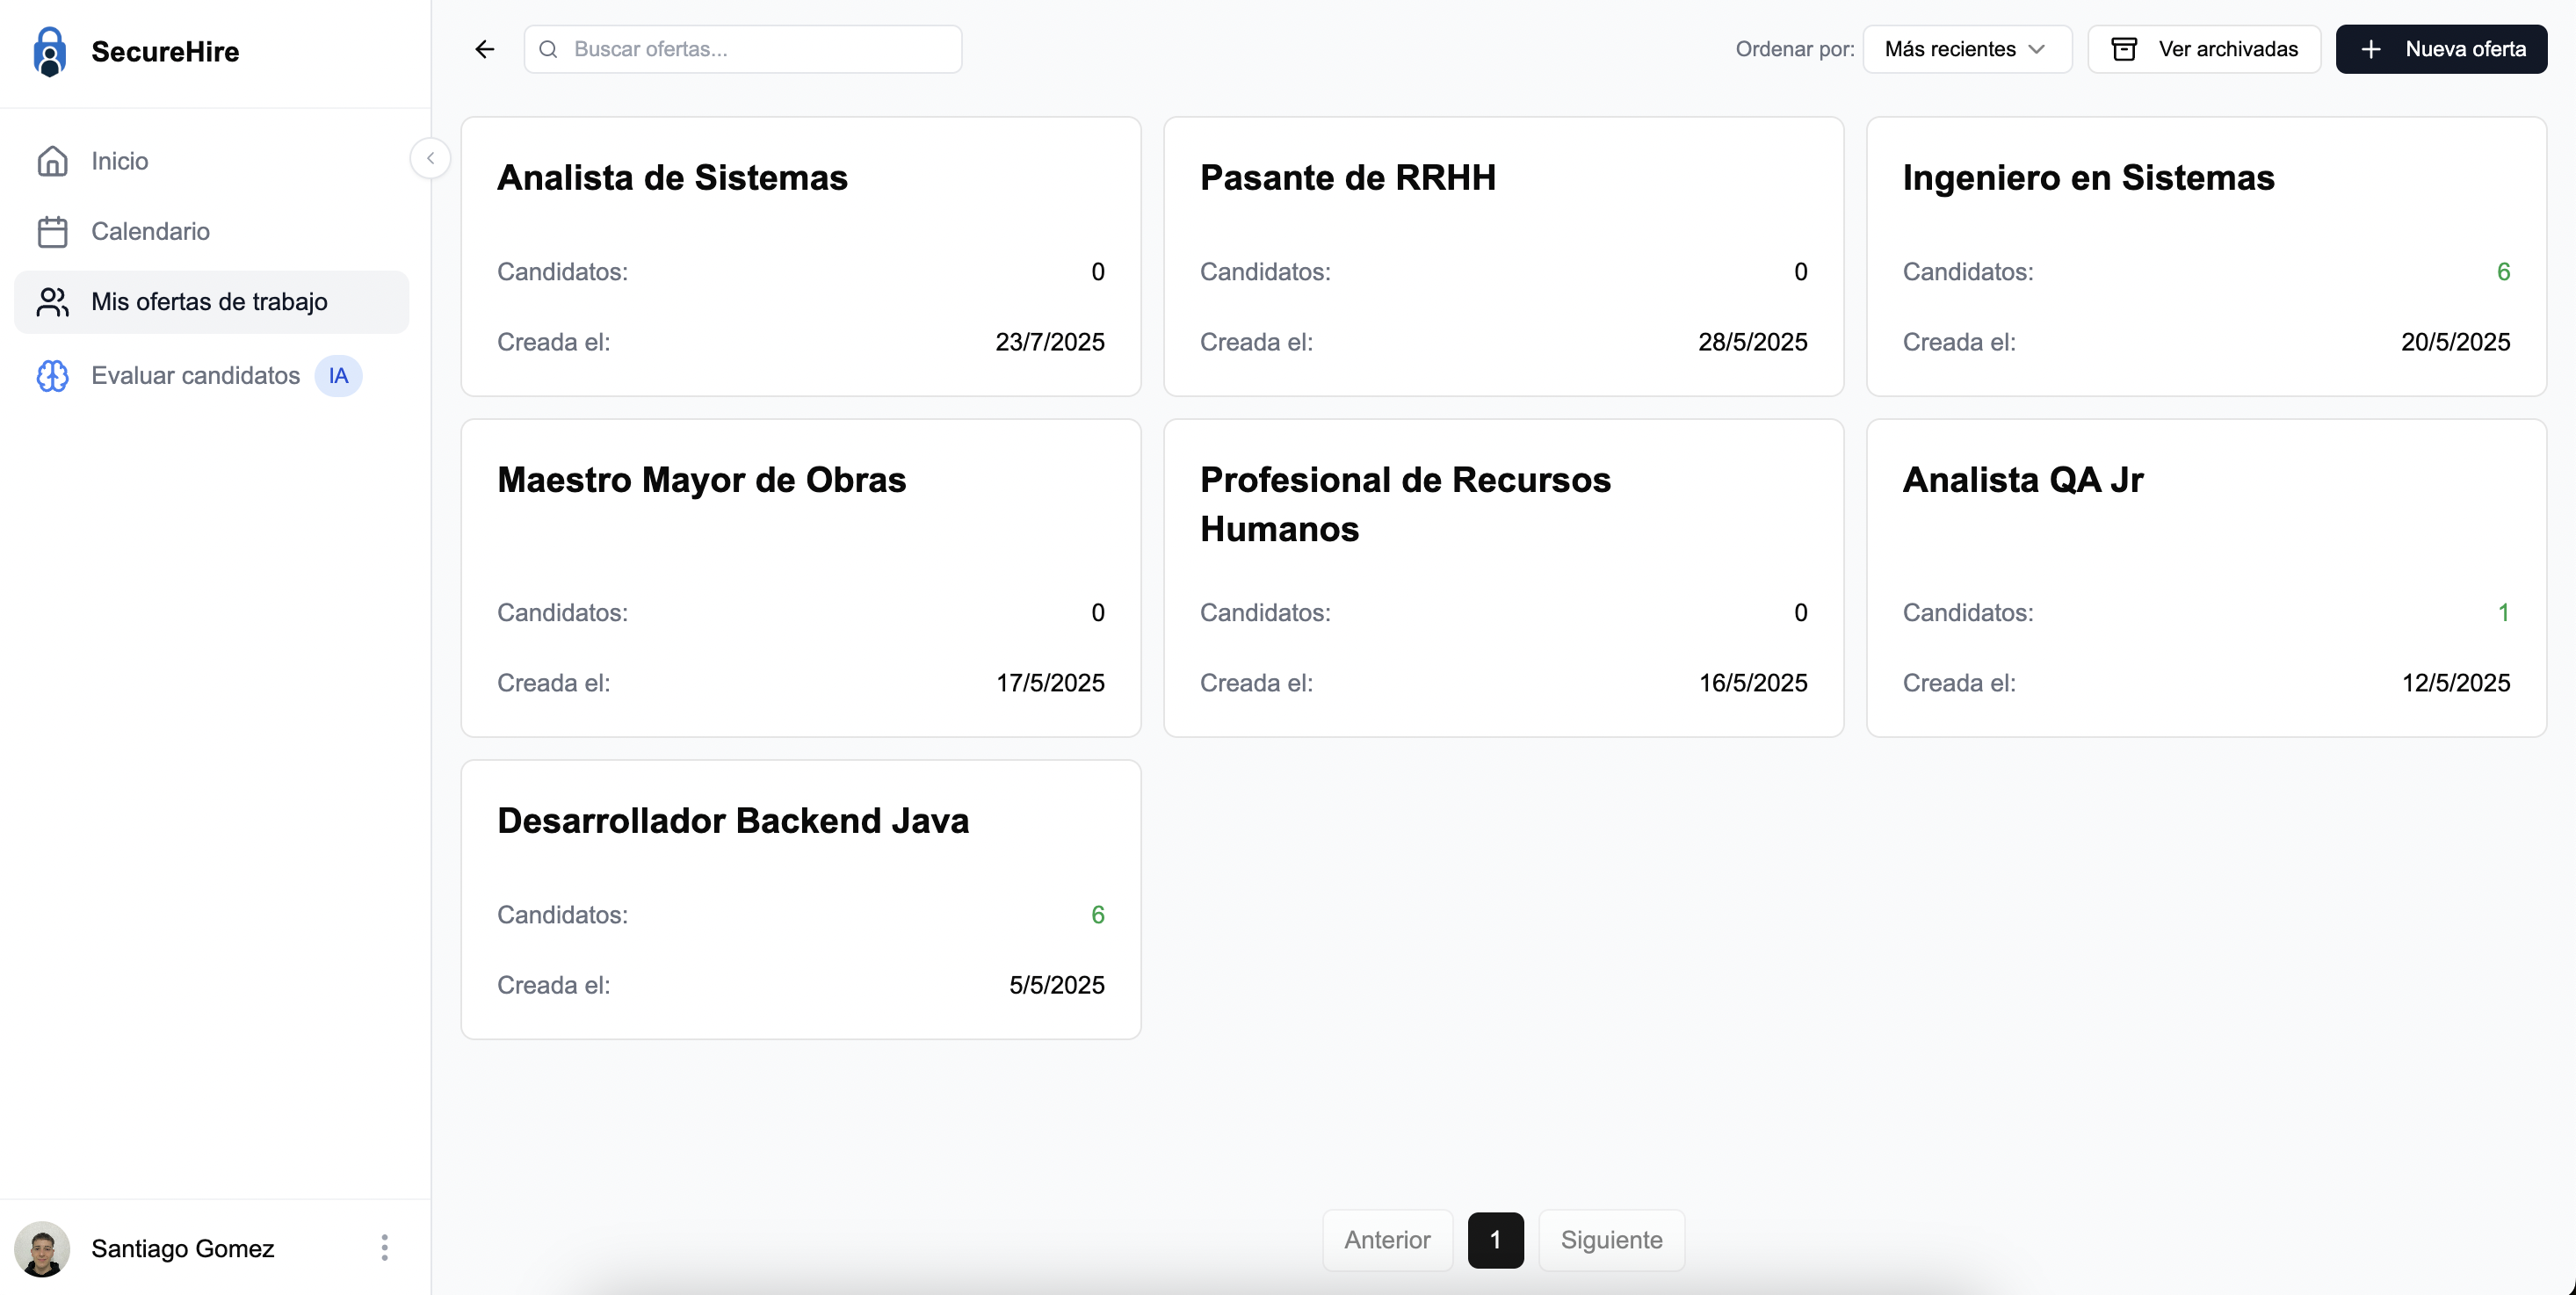 SecureHire
Inicio
Calendario
Mis ofertas de trabajo
Evaluar candidatos IA
Santiago Gomez
Buscar ofertas...
Ordenar por: Más recientes
Ver archivadas
Nueva oferta
Analista de Sistemas
Candidatos: 0
Creada el: 23/7/2025
Pasante de RRHH
Candidatos: 0
Creada el: 28/5/2025
Ingeniero en Sistemas
Candidatos: 6
Creada el: 20/5/2025
Maestro Mayor de Obras
Candidatos: 0
Creada el: 17/5/2025
Profesional de Recursos
Humanos
Candidatos: 0
Creada el: 16/5/2025
Analista QA Jr
Candidatos: 1
Creada el: 12/5/2025
Desarrollador Backend Java
Candidatos: 6
Creada el: 5/5/2025
Anterior 1 Siguiente